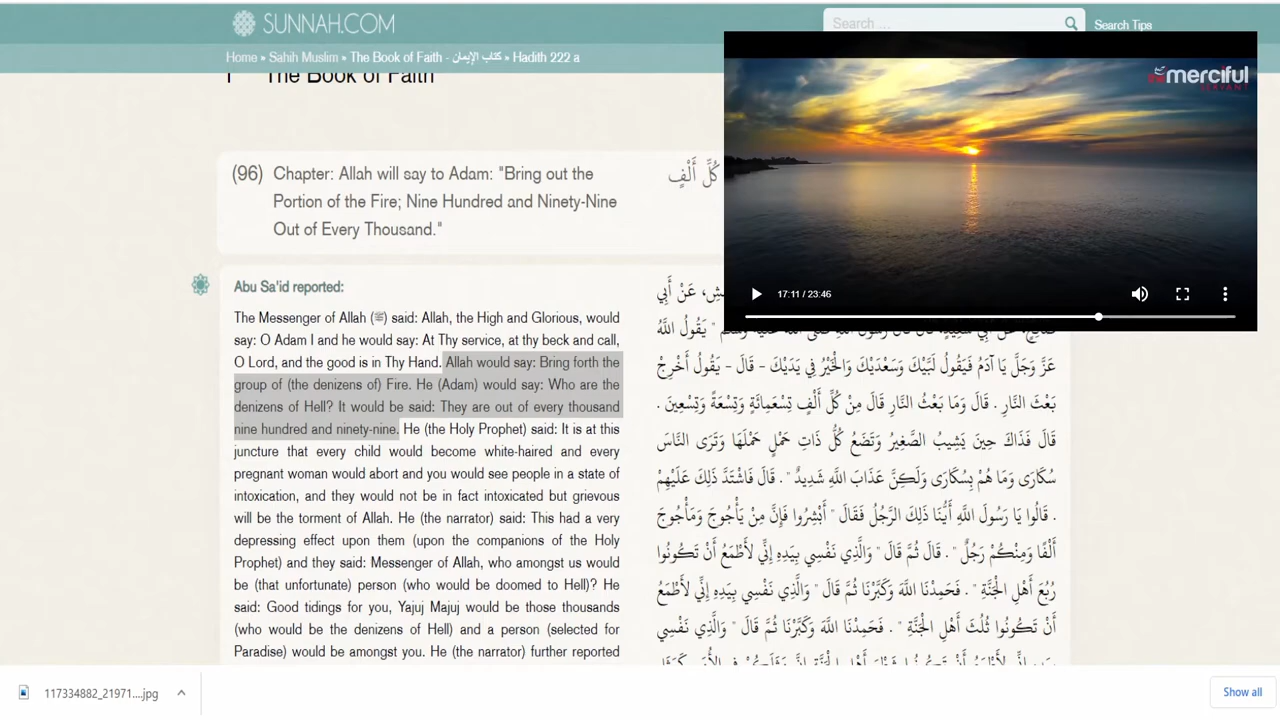 SUNNAH.COM
Search ...
Search Tips
Home » Sahih Muslim » The Book of Faith - كتاب الإيمان » Hadith 222 a
1 The Book of Faith
(96) Chapter: Allah will say to Adam: "Bring out the
Portion of the Fire; Nine Hundred and Ninety-Nine
Out of Every Thousand."
كُلِّ أَلْفٍ
merciful
SERVANT
17:11 / 23:46
Abu Sa'id reported:
The Messenger of Allah (ﷺ) said: Allah, the High and Glorious, would
say: O Adam I and he would say: At Thy service, at thy beck and call,
O Lord, and the good is in Thy Hand. Allah would say: Bring forth the
group of (the denizens of) Fire. He (Adam) would say: Who are the
denizens of Hell? It would be said: They are out of every thousand
nine hundred and ninety-nine. He (the Holy Prophet) said: It is at this
juncture that every child would become white-haired and every
pregnant woman would abort and you would see people in a state of
intoxication, and they would not be in fact intoxicated but grievous
will be the torment of Allah. He (the narrator) said: This had a very
depressing effect upon them (upon the companions of the Holy
Prophet) and they said: Messenger of Allah, who amongst us would
be (that unfortunate) person (who would be doomed to Hell)? He
said: Good tidings for you, Yajuj Majuj would be those thousands
(who would be the denizens of Hell) and a person (selected for
Paradise) would be amongst you. He (the narrator) further reported
عَنْ أَبِي
" يَقُولُ اللَّهُ
عَزَّ وَجَلَّ يَا آدَمُ فَيَقُولُ لَبَّيْكَ وَسَعْدَيْكَ وَالْخَيْرُ فِي يَدَيْكَ - قَالَ - يَقُولُ أَخْرِجْ
بَعْثَ النَّارِ . قَالَ وَمَا بَعْثُ النَّارِ قَالَ مِنْ كُلِّ أَلْفٍ تِسْعَمِائَةٍ وَتِسْعَةً وَتِسْعِينَ .
قَالَ فَذَاكَ حِينَ يَشِيبُ الصَّغِيرُ وَتَضَعُ كُلُّ ذَاتِ حَمْلٍ حَمْلَهَا وَتَرَى النَّاسَ
سُكَارَى وَمَا هُمْ بِسُكَارَى وَلَكِنَّ عَذَابَ اللَّهِ شَدِيدٌ " . قَالَ فَاشْتَدَّ ذَلِكَ عَلَيْهِمْ
. قَالُوا يَا رَسُولَ اللَّهِ أَيُّنَا ذَلِكَ الرَّجُلُ فَقَالَ " أَبْشِرُوا فَإِنَّ مِنْ يَأْجُوجَ وَمَأْجُوجَ
أَلْفًا وَمِنْكُمْ رَجُلٌ " . قَالَ ثُمَّ قَالَ " وَالَّذِي نَفْسِي بِيَدِهِ إِنِّي لأَطْمَعُ أَنْ تَكُونُوا
رُبُعَ أَهْلِ الْجَنَّةِ " . فَحَمِدْنَا اللَّهَ وَكَبَّرْنَا ثُمَّ قَالَ " وَالَّذِي نَفْسِي بِيَدِهِ إِنِّي لأَطْمَعُ
أَنْ تَكُونُوا ثُلُثَ أَهْلِ الْجَنَّةِ " . فَحَمِدْنَا اللَّهَ وَكَبَّرْنَا ثُمَّ قَالَ " وَالَّذِي نَفْسِي
117334882_21971....jpg
Show all